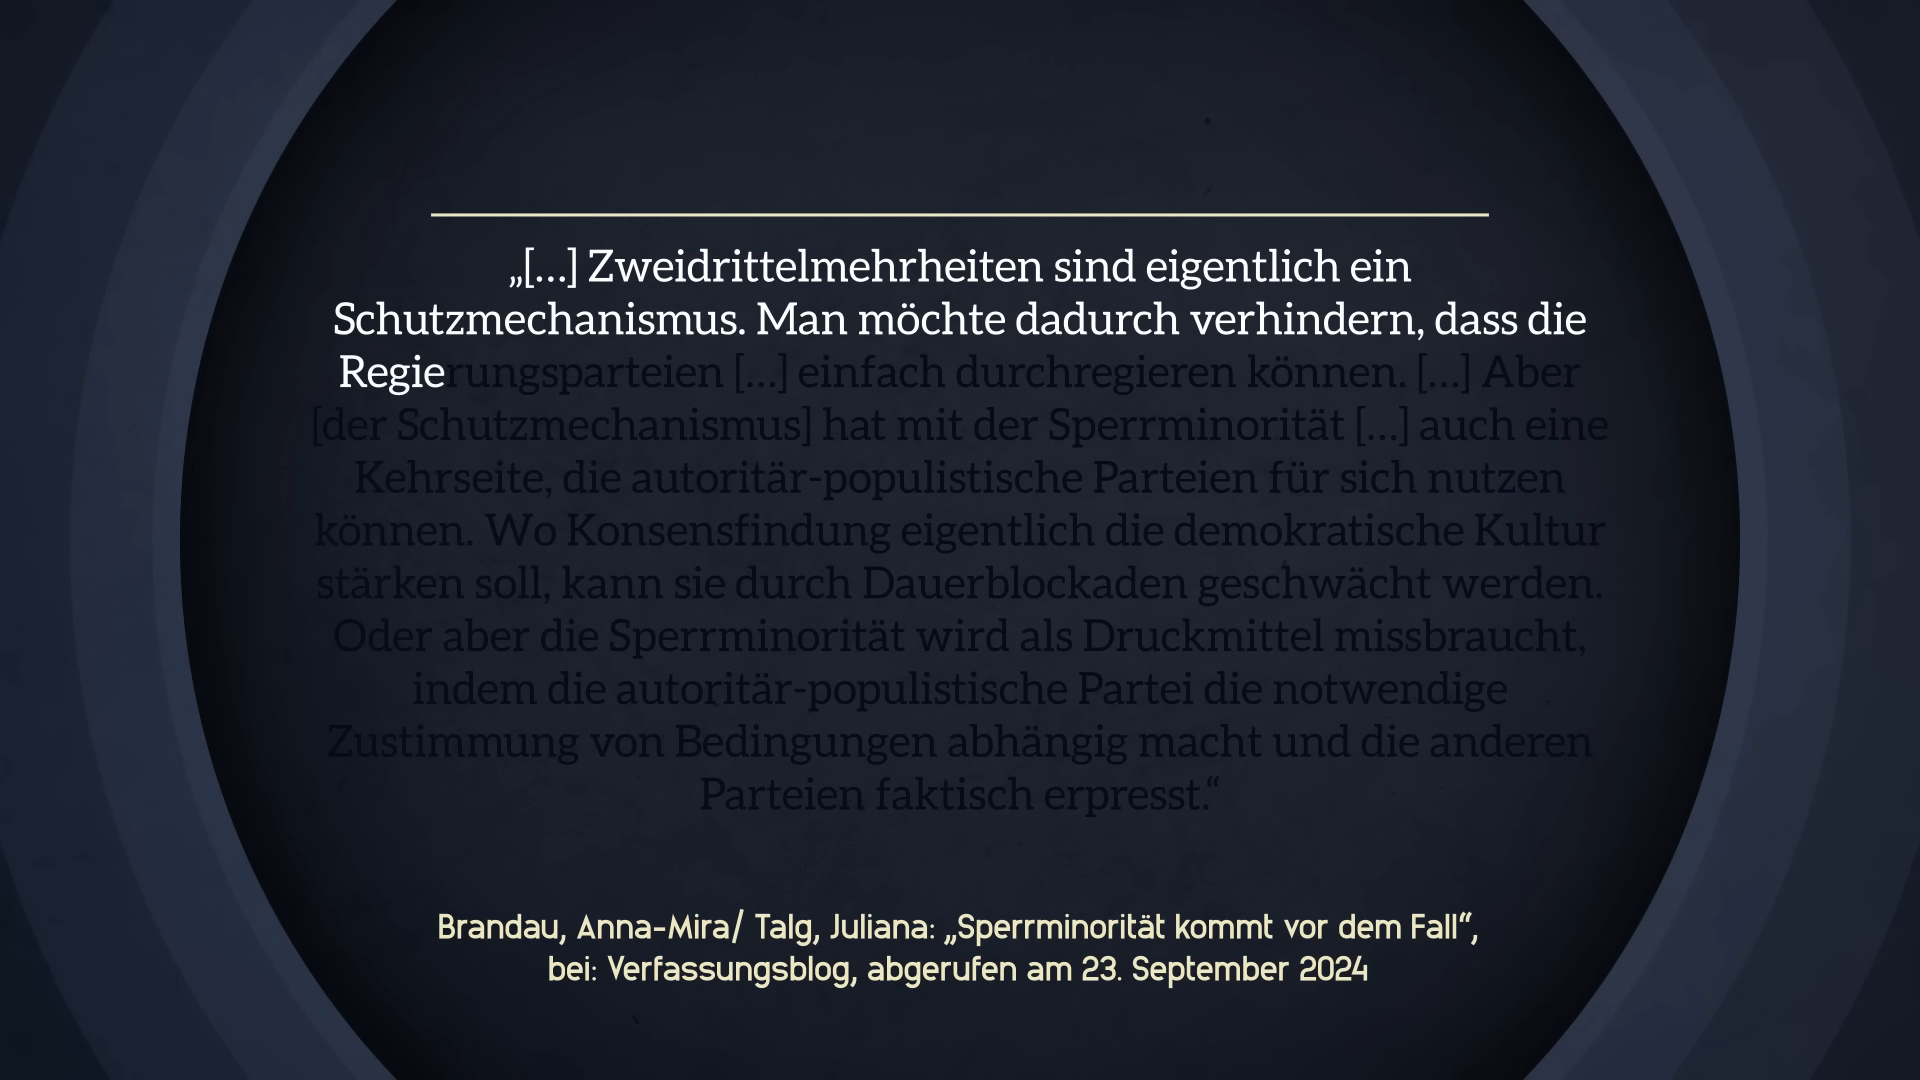 „[…] Zweidrittelmehrheiten sind eigentlich ein
Schutzmechanismus. Man möchte dadurch verhindern, dass die
Regierungsparteien […] einfach durchregieren können. […] Aber
[der Schutzmechanismus] hat mit der Sperrminorität […] auch eine
Kehrseite, die autoritär-populistische Parteien für sich nutzen
können. Wo Konsensfindung eigentlich die demokratische Kultur
stärken soll, kann sie durch Dauerblockaden geschwächt werden.
Oder aber die Sperrminorität wird als Druckmittel missbraucht,
indem die autoritär-populistische Partei die notwendige
Zustimmung von Bedingungen abhängig macht und die anderen
Parteien faktisch erpresst.“
Brandau, Anna-Mira/ Talg, Juliana: „Sperrminorität kommt vor dem Fall“,
bei: Verfassungsblog, abgerufen am 23. September 2024